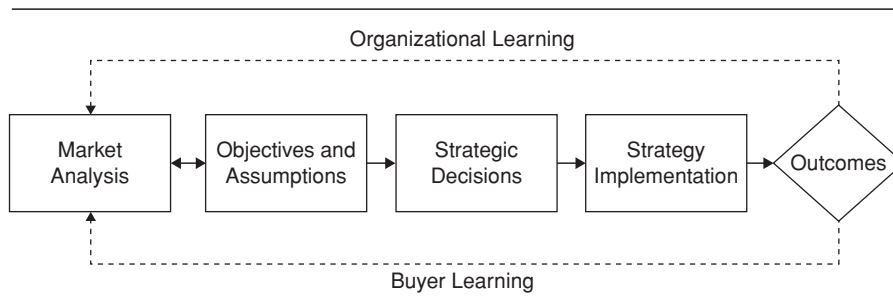 Organizational Learning
Market
Analysis
Objectives and
Assumptions
Strategic
Decisions
Strategy
Implementation
Outcomes
Buyer Learning